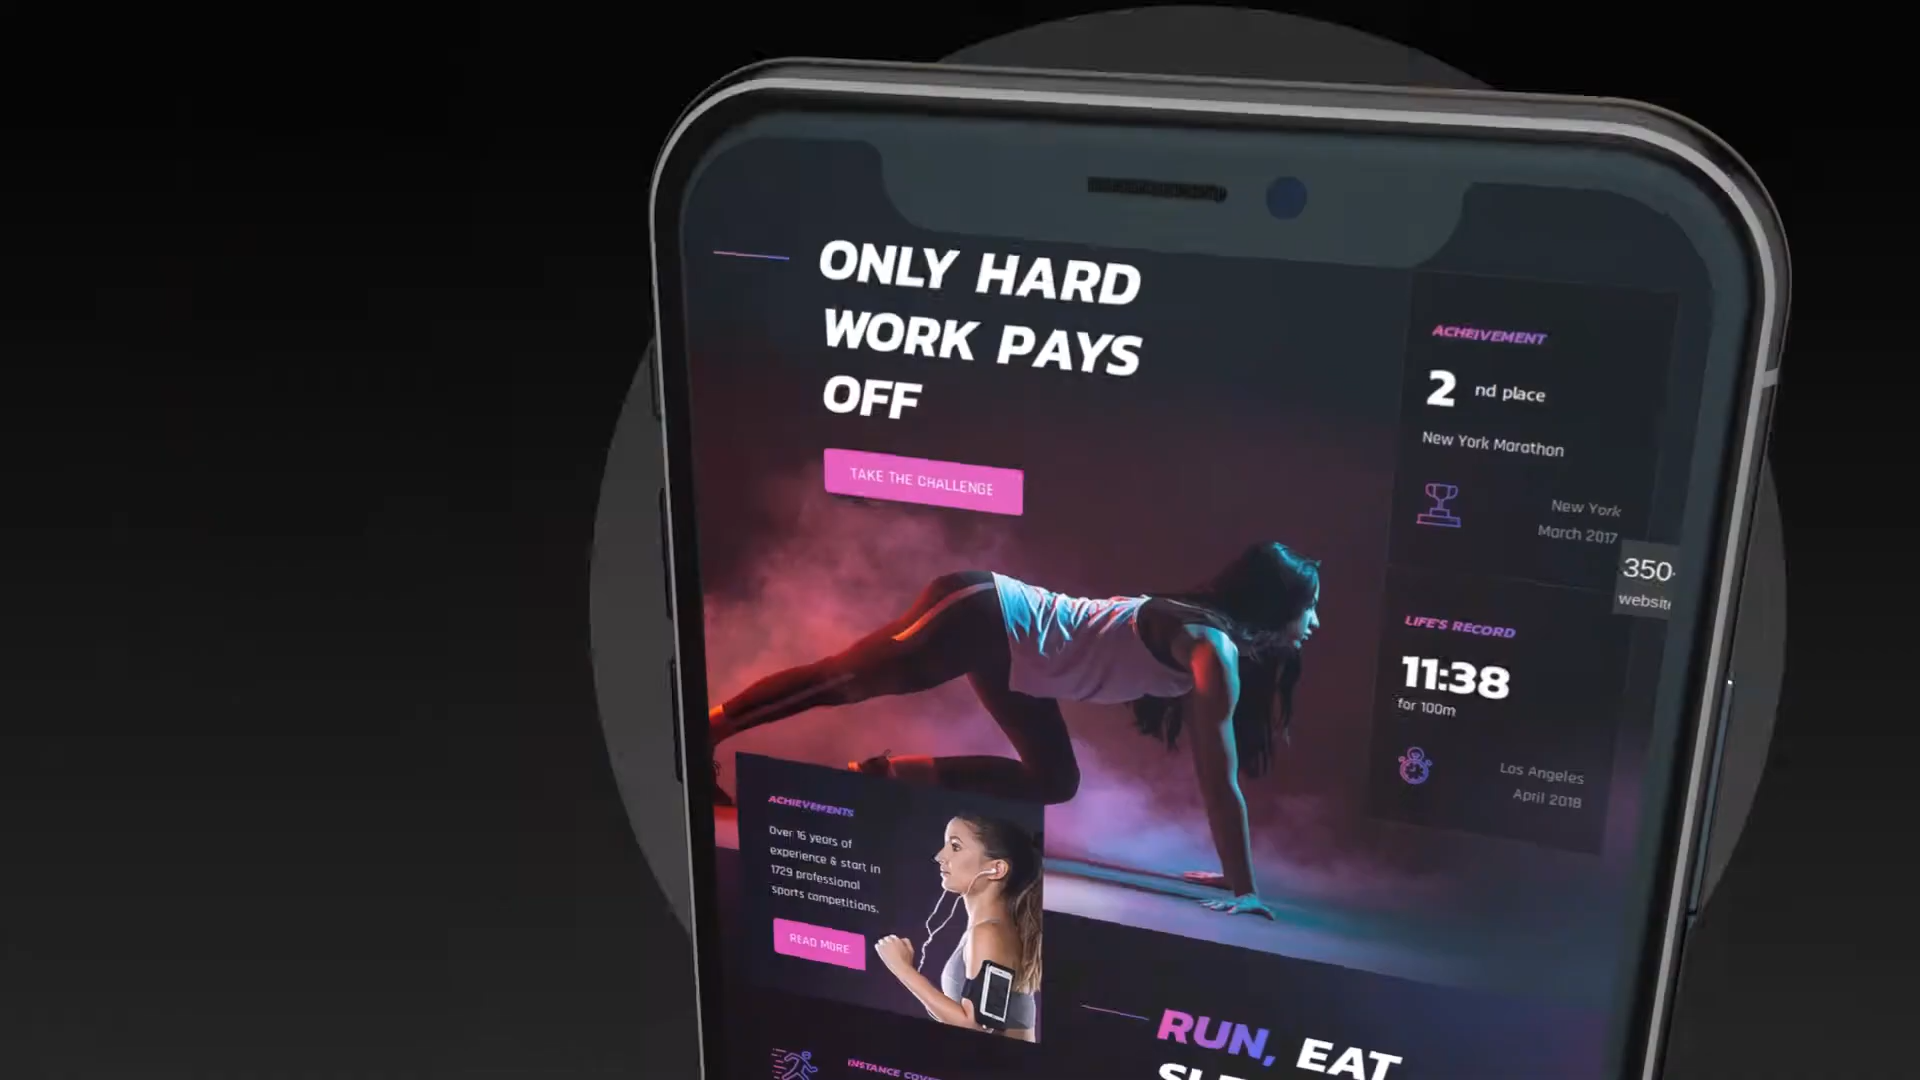 ONLY HARD
WORK PAYS
OFF
TAKE THE CHALLENGE
ACHEIVEMENT
2 nd place
New York Marathon
New York
March 2017
350
website
LIFE'S RECORD
11:38
for 100m
Los Angeles
April 2018
ACHIEVEMENTS
Over 16 years of
experience & start in
1729 professional
sports competitions.
READ MORE
RUN, EAT
INSTANCE